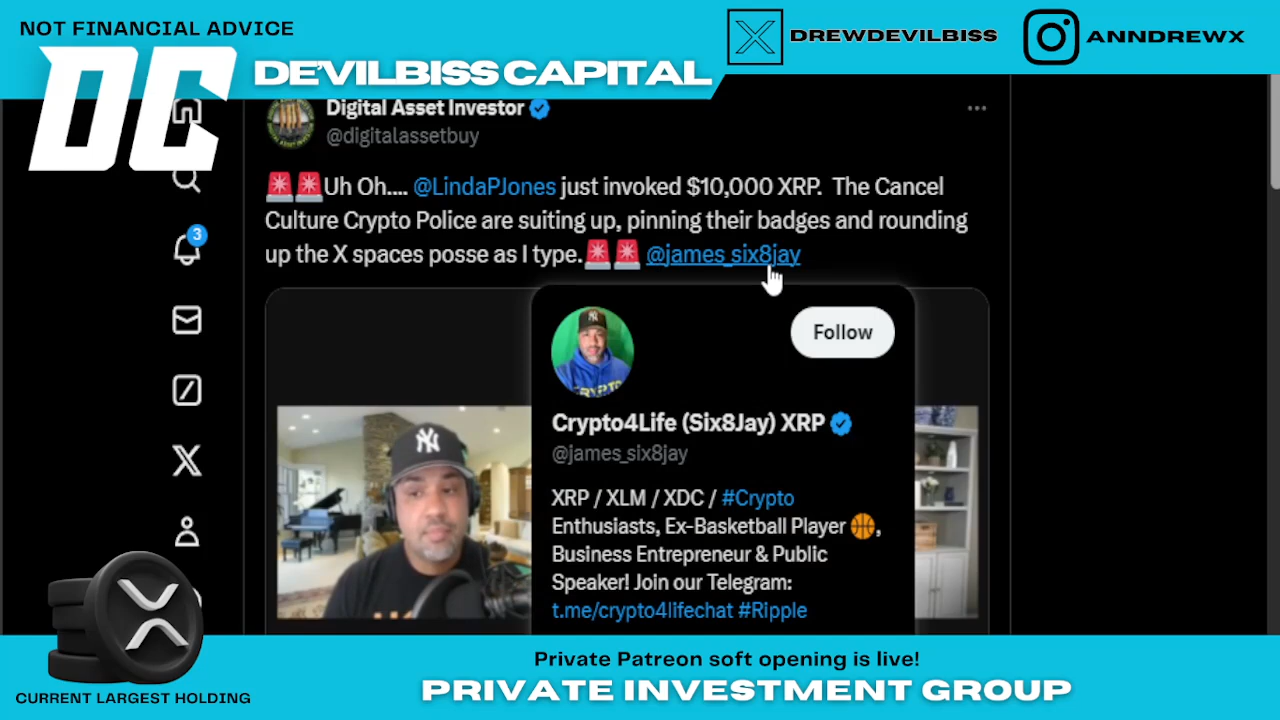 NOT FINANCIAL ADVICE
DC
DE'VILBISS CAPITAL
DREWDEVILBISS
ANNDREWX
Digital Asset Investor
@digitalassetbuy
🚨🚨Uh Oh.... @LindaPJones just invoked $10,000 XRP. The Cancel
Culture Crypto Police are suiting up, pinning their badges and rounding
up the X spaces posse as I type.🚨🚨 @james_six8jay
3
Follow
Crypto4Life (Six8Jay) XRP
@james_six8jay
XRP / XLM / XDC / #Crypto
Enthusiasts, Ex-Basketball Player 🏀,
Business Entrepreneur & Public
Speaker! Join our Telegram:
t.me/crypto4lifechat #Ripple
CRYPTO
CURRENT LARGEST HOLDING
Private Patreon soft opening is live!
PRIVATE INVESTMENT GROUP